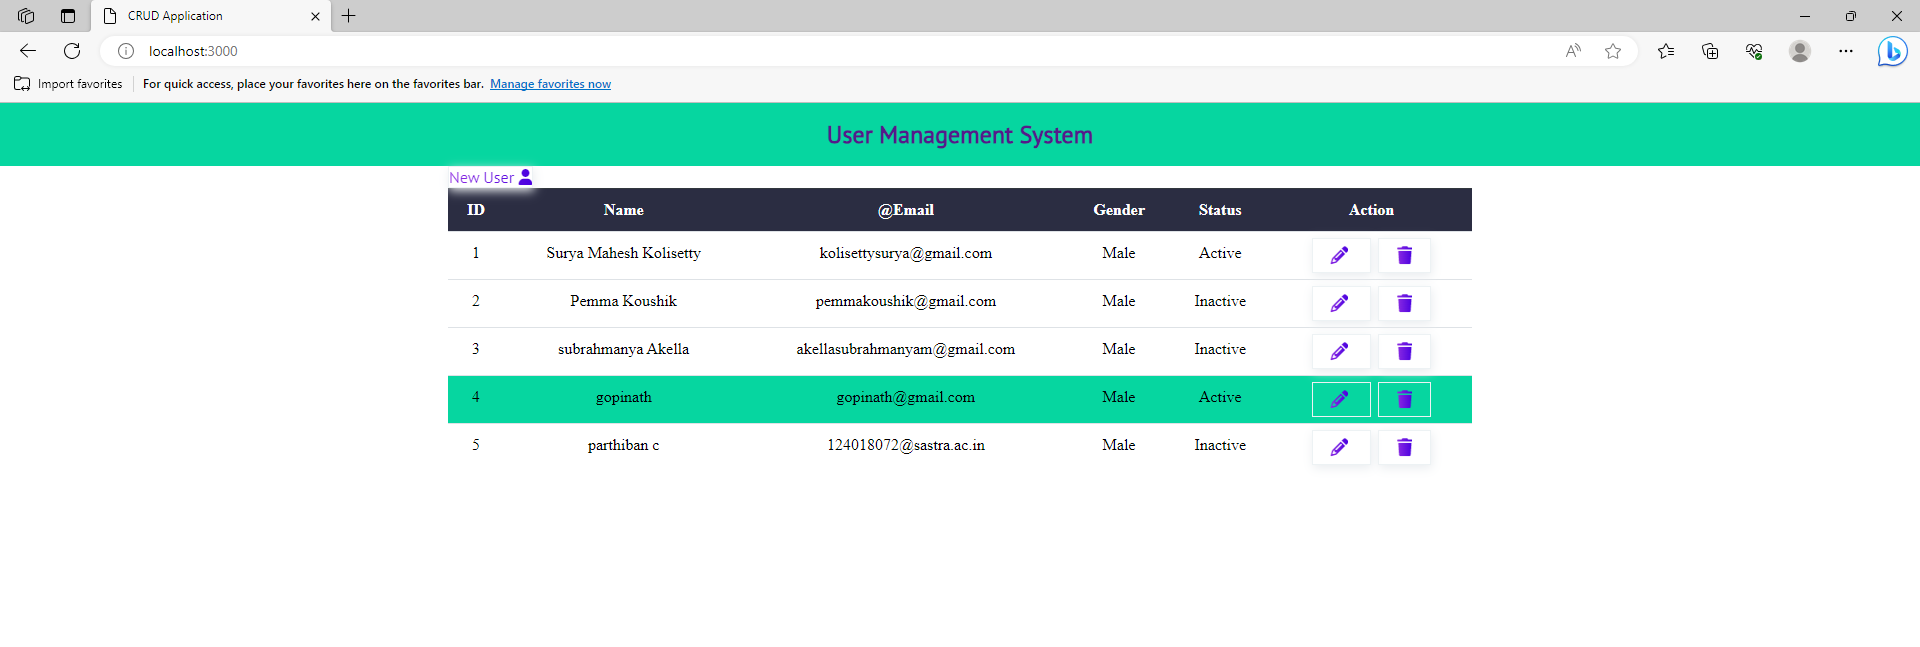 CRUD Application
localhost:3000
Import favorites For quick access, place your favorites here on the favorites bar. Manage favorites now
User Management System
New User
ID Name @Email Gender Status Action
1 Surya Mahesh Kolisetty kolisettysurya@gmail.com Male Active
2 Pemma Koushik pemmakoushik@gmail.com Male Inactive
3 subrahmanya Akella akellasubrahmanyam@gmail.com Male Inactive
4 gopinath gopinath@gmail.com Male Active
5 parthiban c 124018072@sastra.ac.in Male Inactive